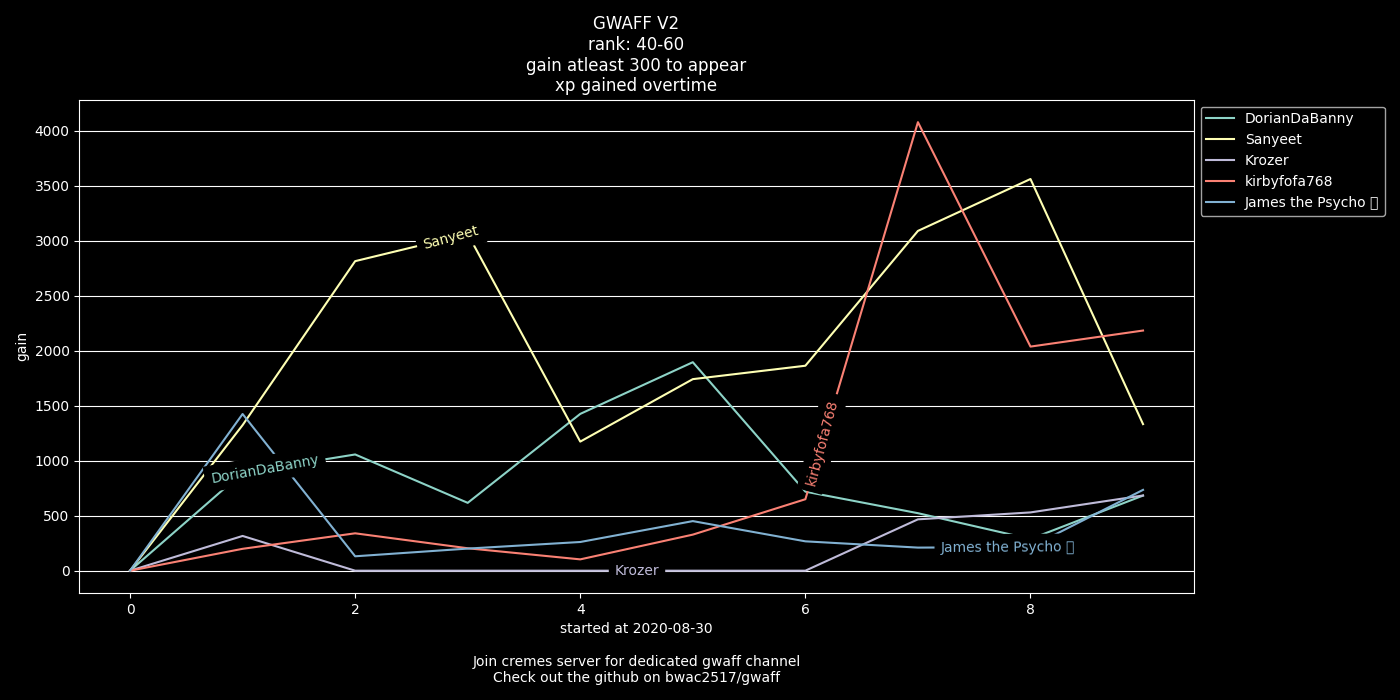 GWAFF V2
rank: 40-60
gain atleast 300 to appear
xp gained overtime
DorianDaBanny
Sanyeet
Krozer
kirbyfofa768
James the Psycho
4000
3500
3000
2500
2000
1500
1000
500
0
gain
Sanyeet
DorianDaBanny
kirbyfofa768
James the Psycho
Krozer
0 2 4 6 8
started at 2020-08-30
Join cremes server for dedicated gwaff channel
Check out the github on bwac2517/gwaff